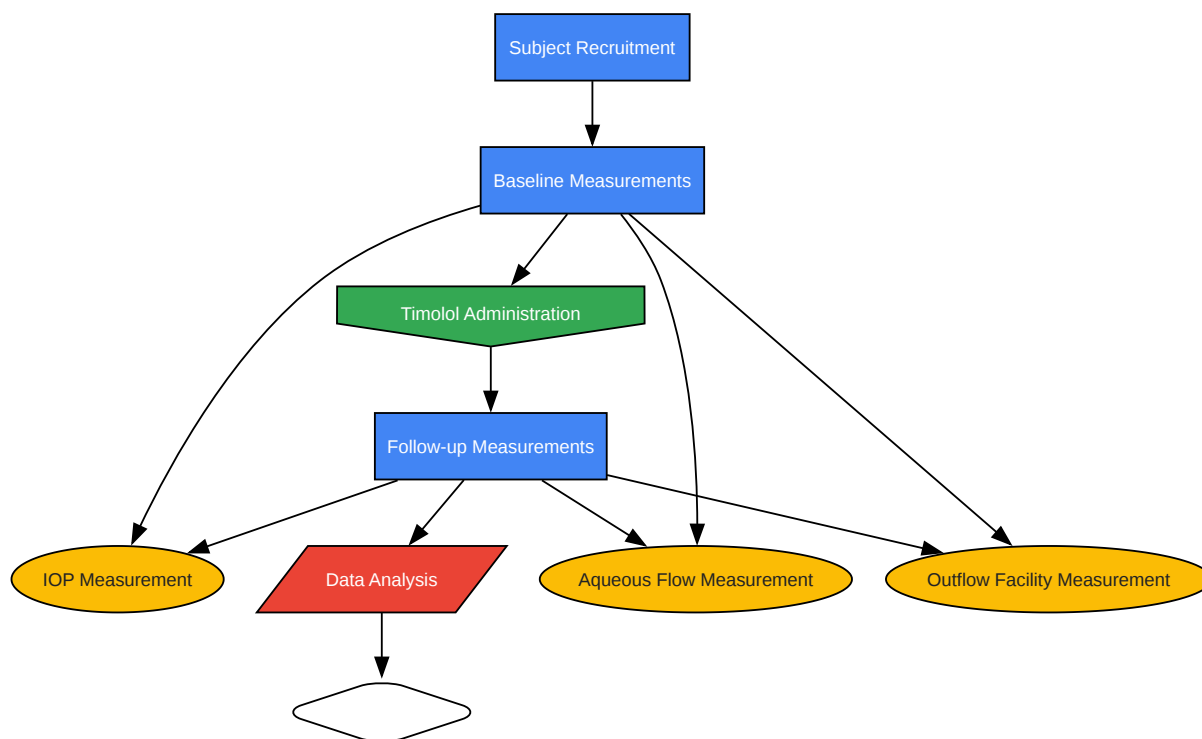 Subject Recruitment
Baseline Measurements
Timolol Administration
Follow-up Measurements
IOP Measurement
Data Analysis
Aqueous Flow Measurement
Outflow Facility Measurement